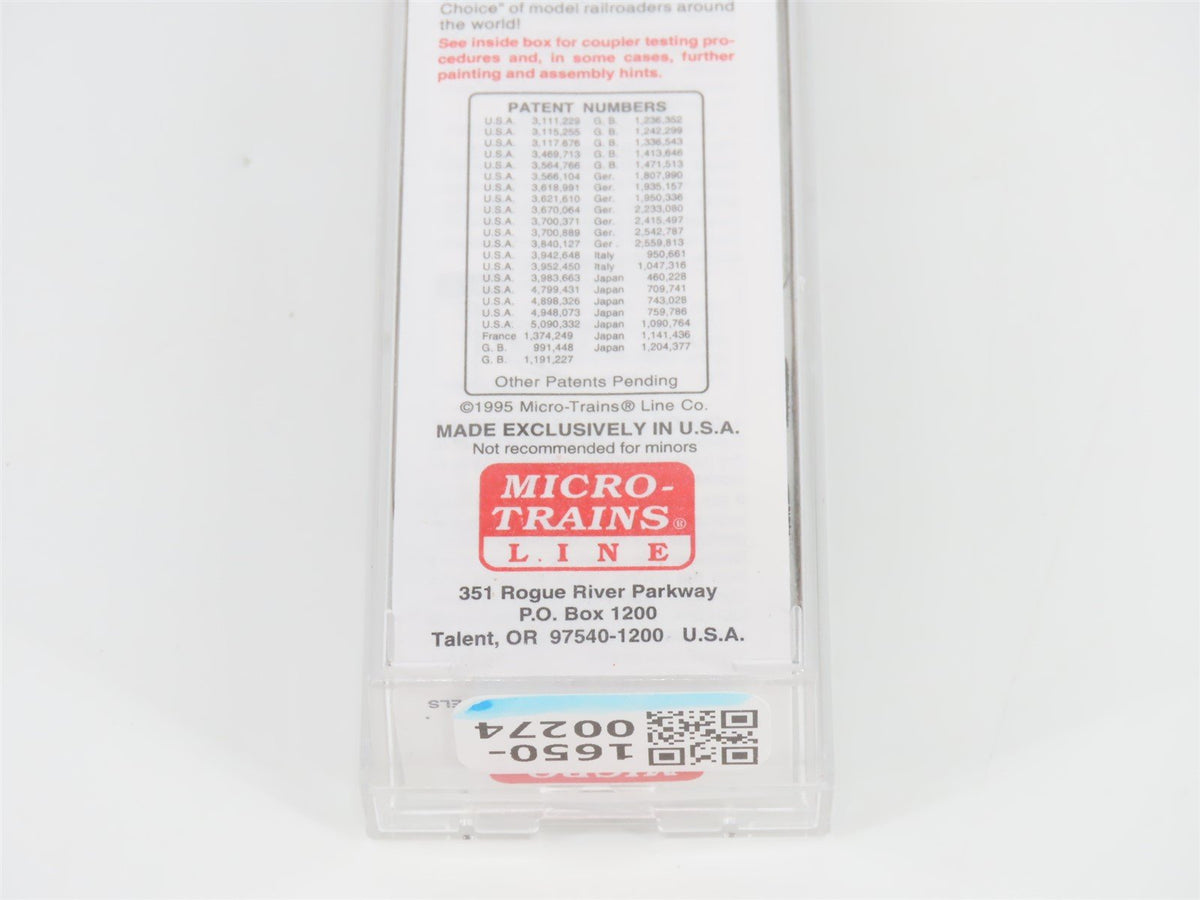 Choice" of model railroaders around
the world!
See inside box for coupler testing pro-
cedures and, in some cases, further
painting and assembly hints.
PATENT NUMBERS
U.S.A. 3,111,229 G. B. 1,236,352
U.S.A. 3,115,255 G. B. 1,242,299
U.S.A. 3,117,676 G. B. 1,336,543
U.S.A. 3,469,713 G. B. 1,413,646
U.S.A. 3,564,766 G. B. 1,471,513
U.S.A. 3,566,104 Ger. 1,807,990
U.S.A. 3,618,991 Ger. 1,935,157
U.S.A. 3,621,610 Ger. 1,950,336
U.S.A. 3,670,064 Ger. 2,233,080
U.S.A. 3,700,371 Ger. 2,415,497
U.S.A. 3,700,889 Ger. 2,542,787
U.S.A. 3,840,127 Ger . 2,559,813
U.S.A. 3,942,648 Italy 950,661
U.S.A. 3,952,450 Italy 1,047,316
U.S.A. 3,983,663 Japan 460,228
U.S.A. 4,799,431 Japan 709,741
U.S.A. 4,898,326 Japan 743,028
U.S.A. 4,948,073 Japan 759,786
U.S.A. 5,090,332 Japan 1,090,764
France 1,374,249 Japan 1,141,436
G. B. 991,448 Japan 1,204,377
G. B. 1,191,227
Other Patents Pending
©1995 Micro-Trains® Line Co.
MADE EXCLUSIVELY IN U.S.A.
Not recommended for minors
MICRO-
TRAINS®
LINE
351 Rogue River Parkway
P.O. Box 1200
Talent, OR 97540-1200 U.S.A.
1650-
00274